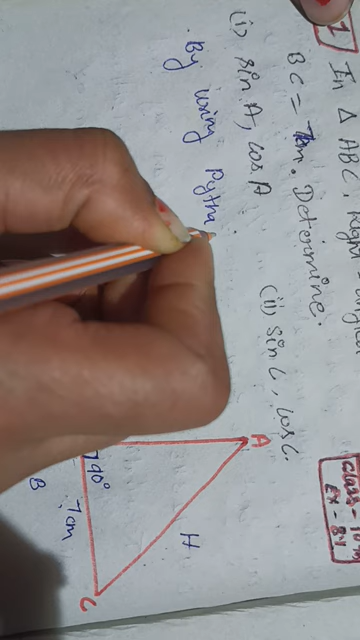 1 In Δ ABC, right
BC = 7cm. Determine.
(i) sin A, cos A (ii) sin C, cos C.
By using Pytha
Class- 10th
EX - 8.1
A
H
90°
B
7cm
C